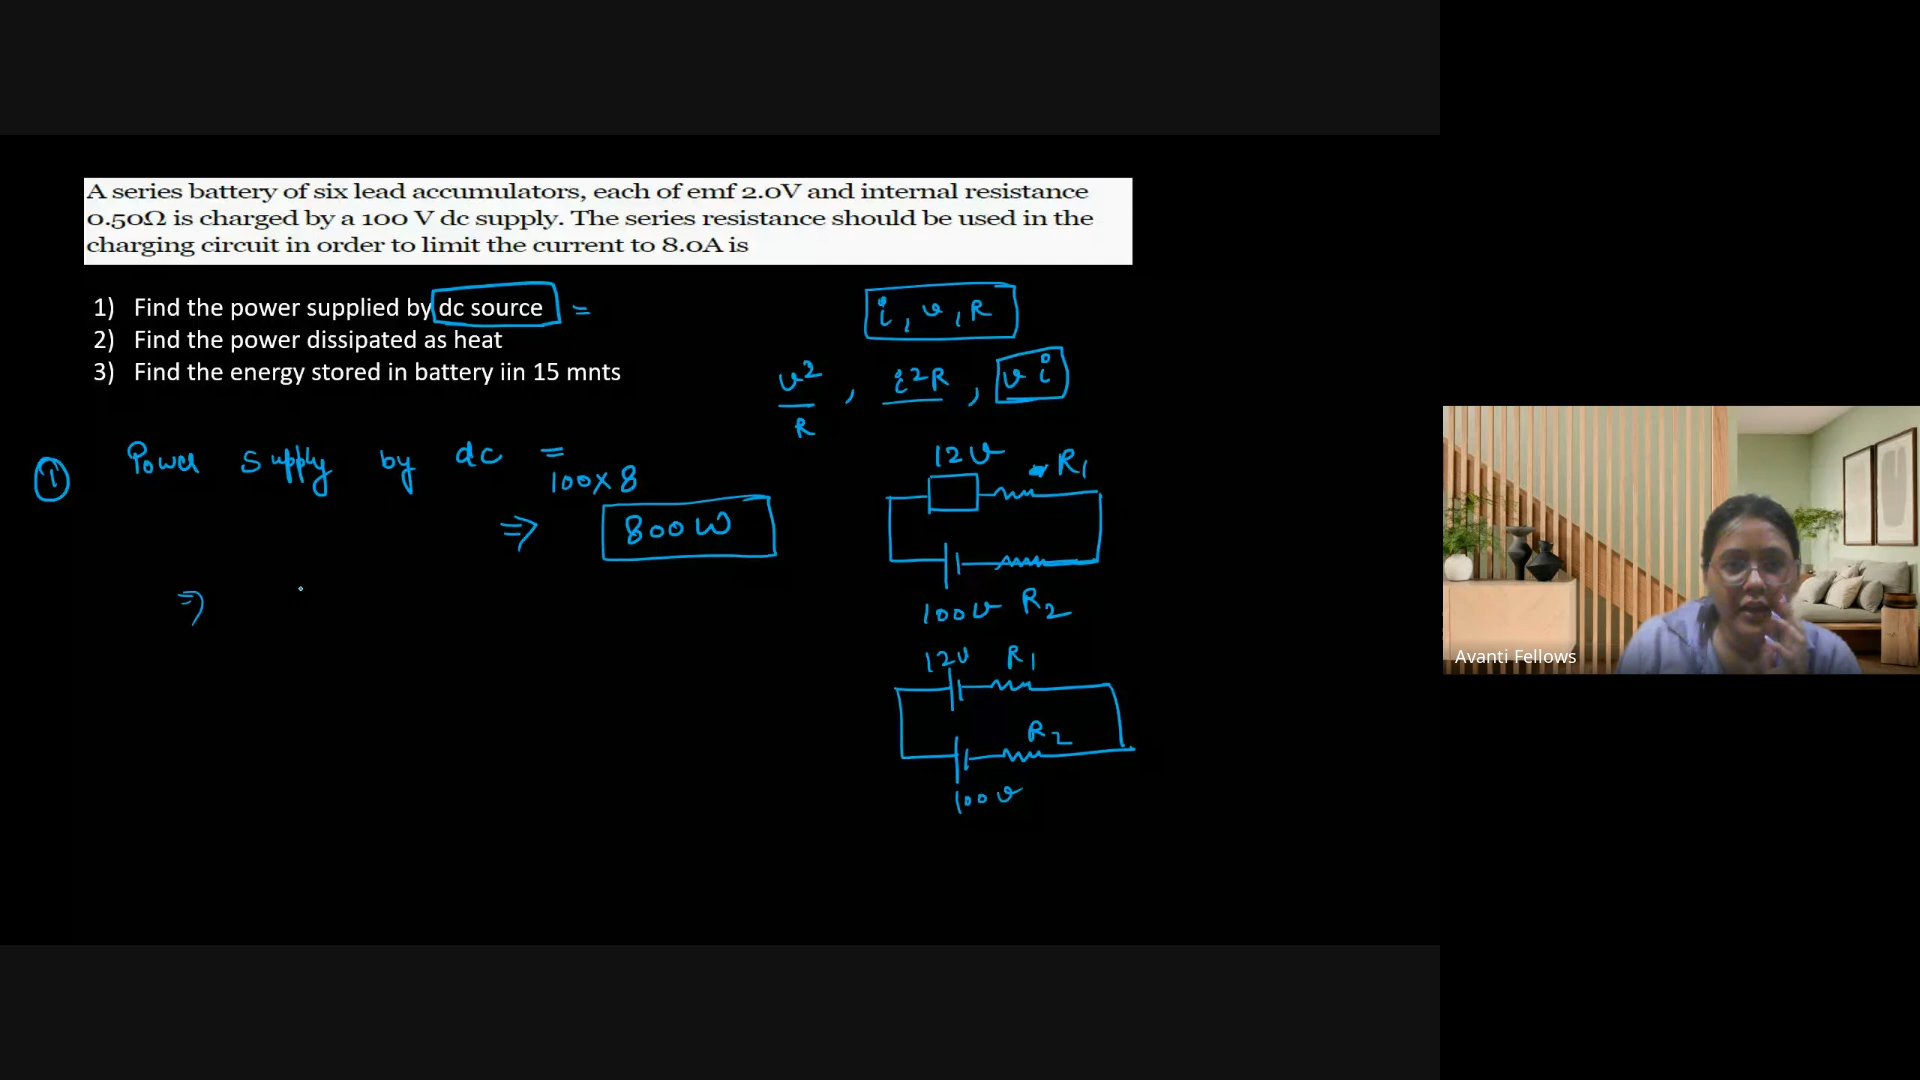 A series battery of six lead accumulators, each of emf 2.0V and internal resistance
0.50Ω is charged by a 100 V dc supply. The series resistance should be used in the
charging circuit in order to limit the current to 8.0A is
1) Find the power supplied by dc source =
2) Find the power dissipated as heat
3) Find the energy stored in battery iin 15 mnts
i, v, R
v²/R , i²R , vi
① Power supply by dc =
100x8
⇒ 800W
⇒
12v R1
100v R2
12v R1
R2
100v
Avanti Fellows